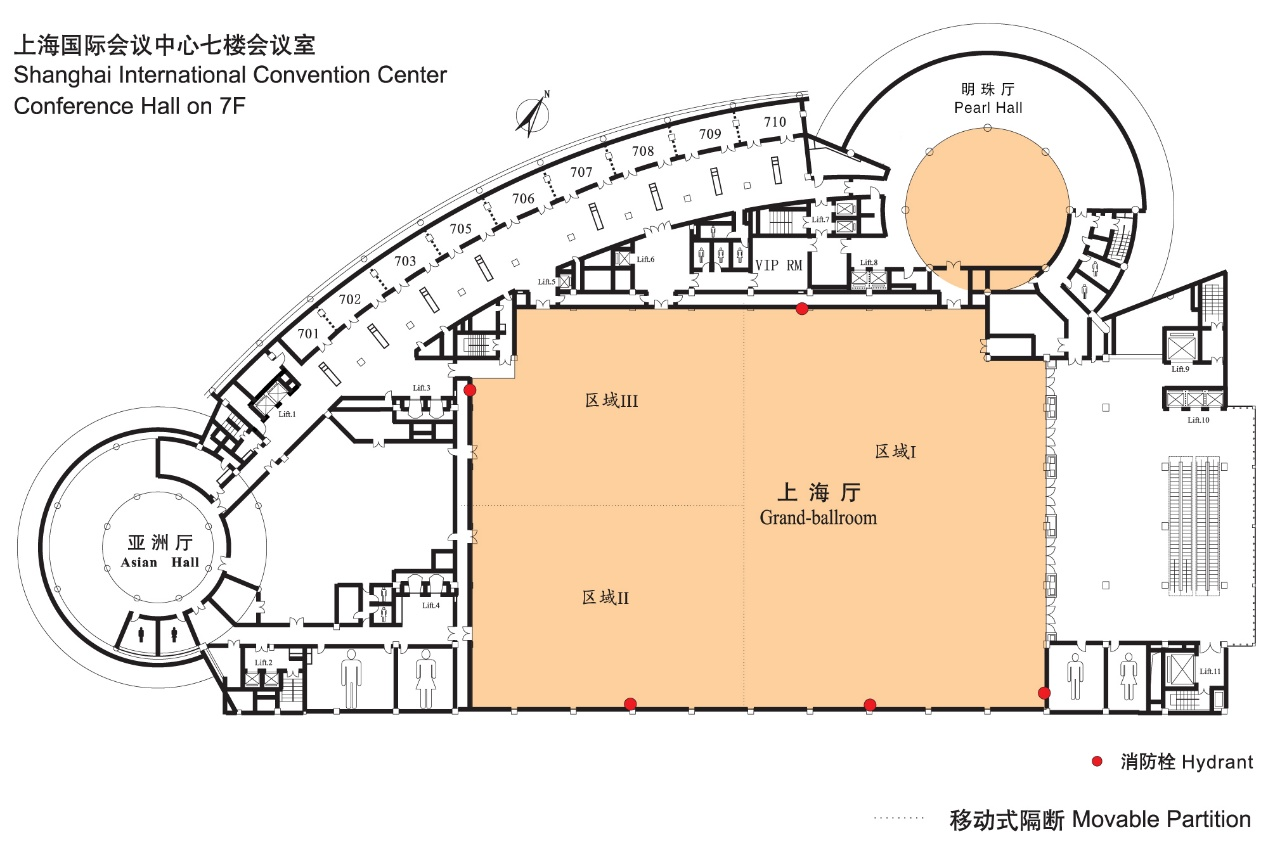 上海国际会议中心七楼会议室
Shanghai International Convention Center
Conference Hall on 7F
N
明珠厅
Pearl Hall
710
709
708
707
706
705
703
702
701
Lift.7
Lift.6
VIP RM
Lift.8
Lift.5
Lift.9
Lift.3
Lift.1
Lift.10
区域III
区域I
上海厅
Grand-ballroom
亚洲厅
Asian Hall
区域II
Lift.4
Lift.2
Lift.11
消防栓 Hydrant
移动式隔断 Movable Partition